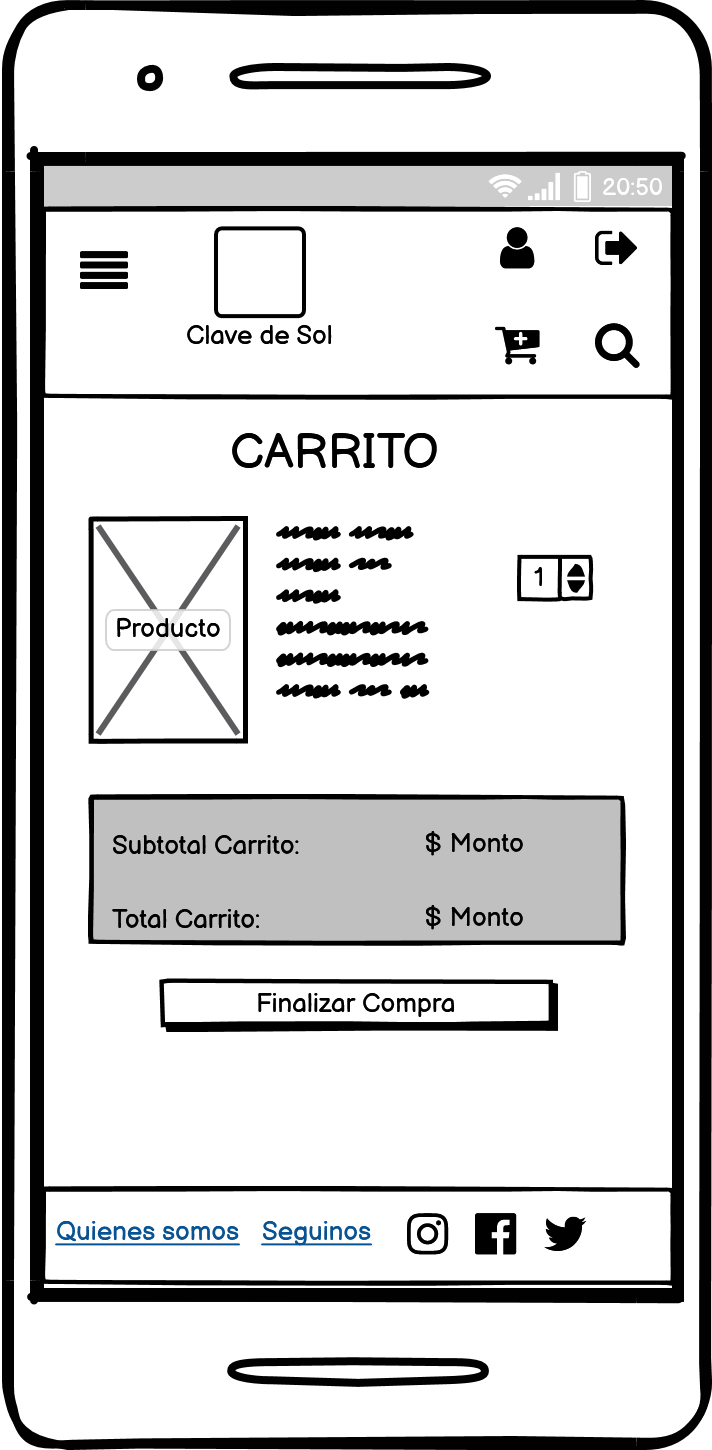 20:50
Clave de Sol
CARRITO
Producto
1
Subtotal Carrito: $ Monto
Total Carrito: $ Monto
Finalizar Compra
Quienes somos Seguinos